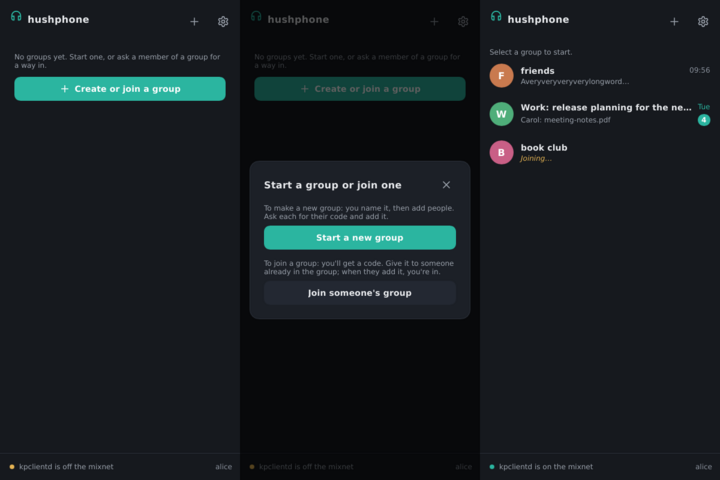 hushphone
No groups yet. Start one, or ask a member of a group for
a way in.
+ Create or join a group
kpclientd is off the mixnet
alice
hushphone
No groups yet. Start one, or ask a member of a group for
a way in.
+ Create or join a group
Start a group or join one
To make a new group: you name it, then add people.
Ask each for their code and add it.
Start a new group
To join a group: you'll get a code. Give it to someone
already in the group; when they add it, you're in.
Join someone's group
kpclientd is off the mixnet
alice
hushphone
Select a group to start.
F
friends
09:56
Averyveryveryverylongword...
W
Work: release planning for the ne...
Tue
Carol: meeting-notes.pdf
4
B
book club
Joining...
kpclientd is on the mixnet
alice